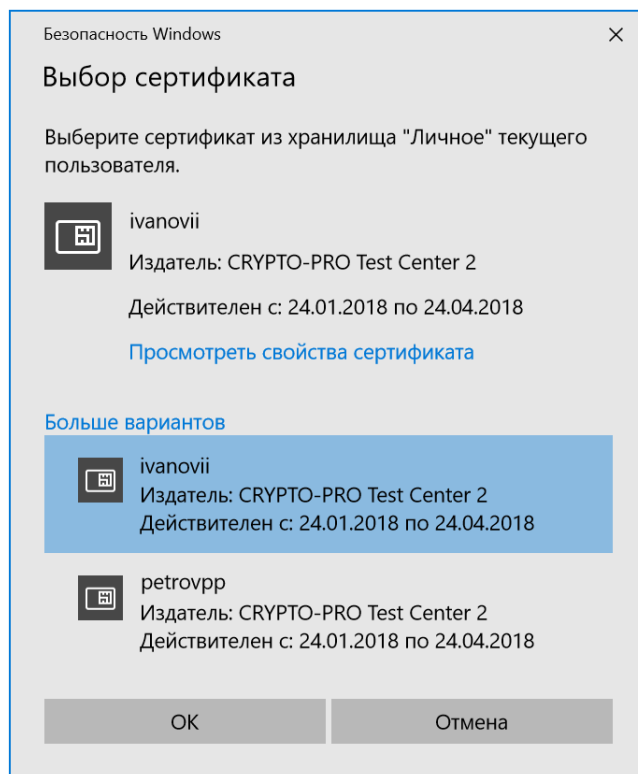 Безопасность Windows
Выбор сертификата
Выберите сертификат из хранилища "Личное" текущего
пользователя.
ivanovii
Издатель: CRYPTO-PRO Test Center 2
Действителен с: 24.01.2018 по 24.04.2018
Просмотреть свойства сертификата
Больше вариантов
ivanovii
Издатель: CRYPTO-PRO Test Center 2
Действителен с: 24.01.2018 по 24.04.2018
petrovpp
Издатель: CRYPTO-PRO Test Center 2
Действителен с: 24.01.2018 по 24.04.2018
ОК
Отмена